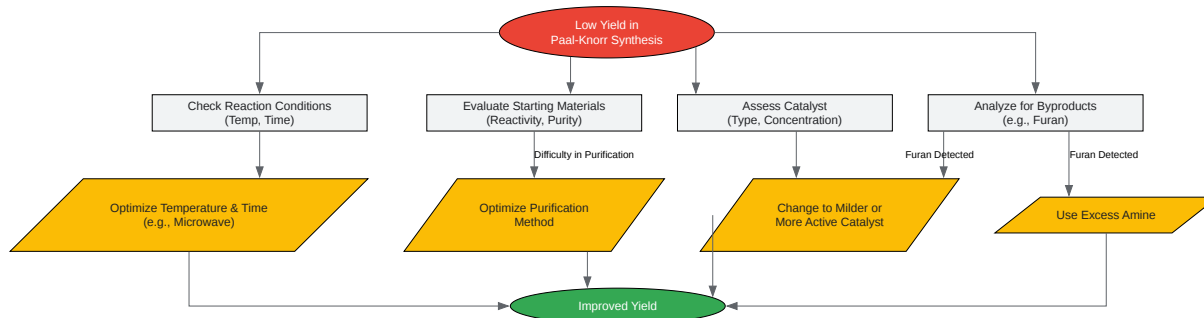 Low Yield in
Paal-Knorr Synthesis
Check Reaction Conditions
(Temp, Time)
Evaluate Starting Materials
(Reactivity, Purity)
Assess Catalyst
(Type, Concentration)
Analyze for Byproducts
(e.g., Furan)
Difficulty in Purification
Furan Detected
Furan Detected
Optimize Temperature & Time
(e.g., Microwave)
Optimize Purification
Method
Change to Milder or
More Active Catalyst
Use Excess Amine
Improved Yield